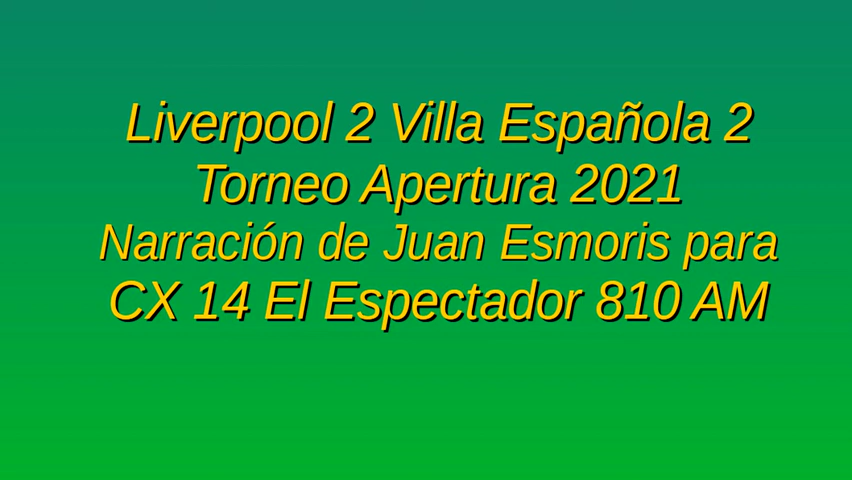 Liverpool 2 Villa Española 2
Torneo Apertura 2021
Narración de Juan Esmoris para
CX 14 El Espectador 810 AM